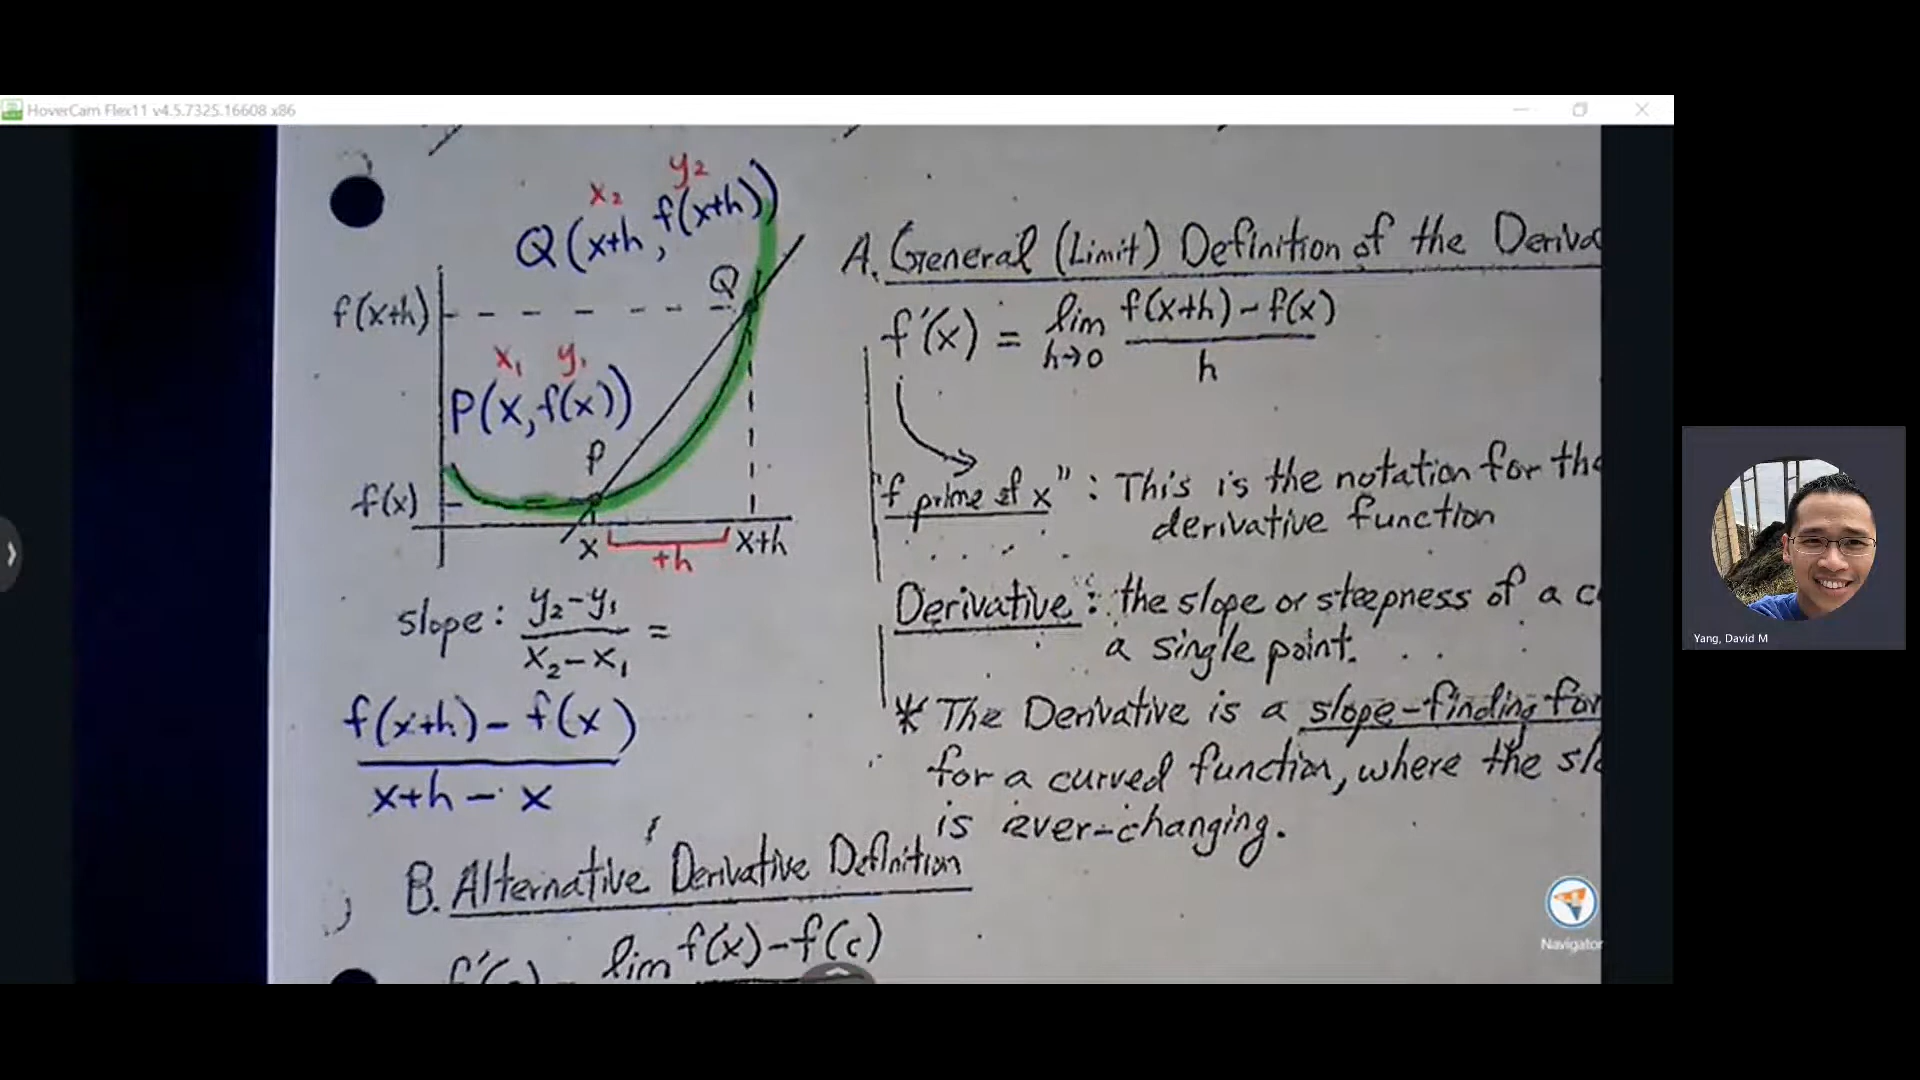 HoverCam Flex11 v4.5.7325.16608 x86
x₂ y₂
Q(x+h, f(x+h))
Q
f(x+h)
x₁ y₁
P(x, f(x))
P
f(x)
x x+h
+h
slope: y₂-y₁ / x₂-x₁ =
f(x+h) - f(x)
x+h - x
A. General (Limit) Definition of the Deriva
f'(x) = lim h→0 f(x+h) - f(x) / h
"f prime of x": This is the notation for the
derivative function
Derivative: the slope or steepness of a c
a single point.
* The Derivative is a slope-finding for
for a curved function, where the sl
is ever-changing.
B. Alternative Derivative Definition
lim f(x)-f(c)
Navigator
Yang, David M